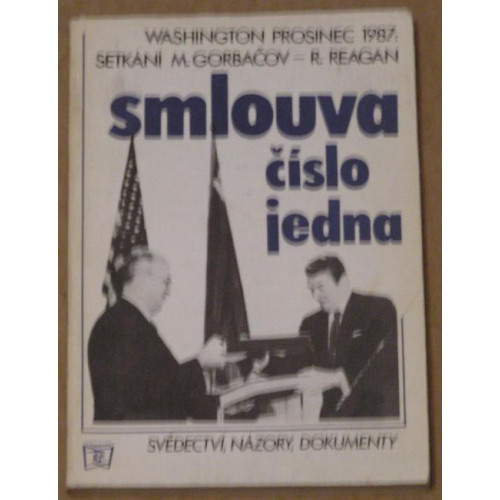 WASHINGTON PROSINEC 1987:
SETKÁNÍ M. GORBAČOV – R. REAGAN
smlouva
číslo
jedna
SVĚDECTVÍ, NÁZORY, DOKUMENTY